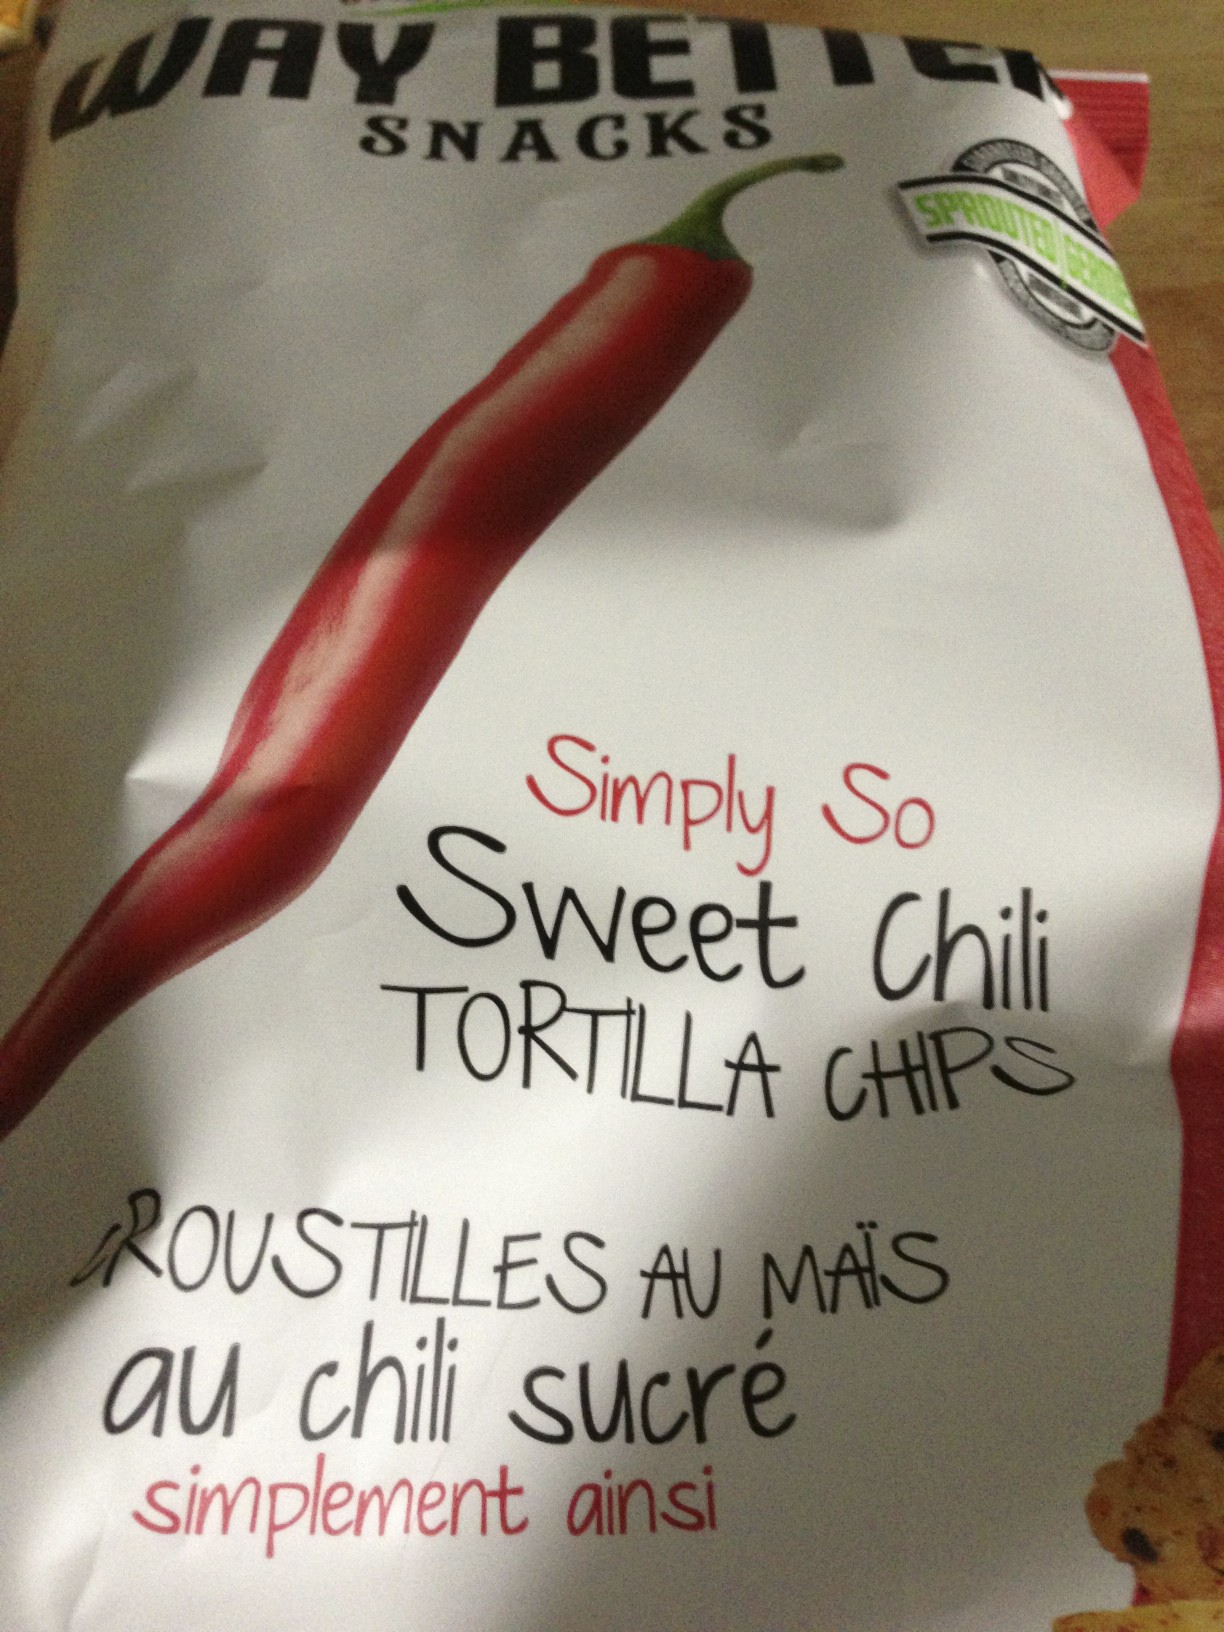 WAY BETTER
SNACKS
SPROUTED
Simply So
Sweet Chili
TORTILLA CHIPS
CROUSTILLES AU MAÏS
au chili sucré
simplement ainsi